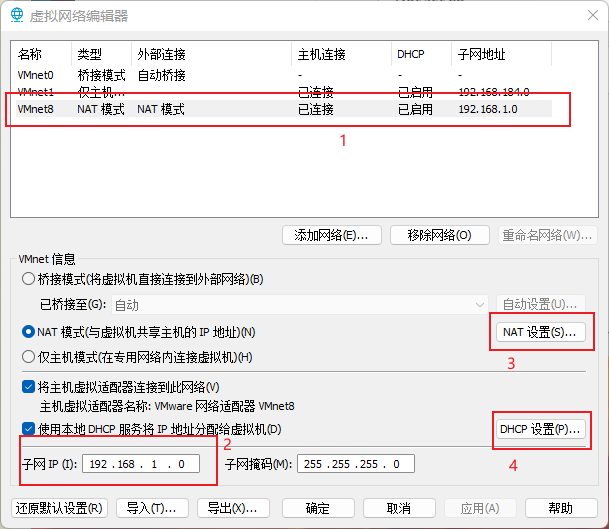 虚拟网络编辑器
名称 类型 外部连接 主机连接 DHCP 子网地址
VMnet0 桥接模式 自动桥接 - - -
VMnet1 仅主机... - 已连接 已启用 192.168.184.0
VMnet8 NAT 模式 NAT 模式 已连接 已启用 192.168.1.0
1
添加网络(E)... 移除网络(O) 重命名网络(W)...
VMnet 信息
桥接模式(将虚拟机直接连接到外部网络)(B)
已桥接至(G): 自动 自动设置(U)...
NAT 模式(与虚拟机共享主机的 IP 地址)(N) NAT 设置(S)...
3
仅主机模式(在专用网络内连接虚拟机)(H)
将主机虚拟适配器连接到此网络(V)
主机虚拟适配器名称: VMware 网络适配器 VMnet8
使用本地 DHCP 服务将 IP 地址分配给虚拟机(D) DHCP 设置(P)...
2
4
子网 IP (I): 192 . 168 . 1 . 0 子网掩码(M): 255 . 255 . 255 . 0
还原默认设置(R) 导入(T)... 导出(X)... 确定 取消 应用(A) 帮助